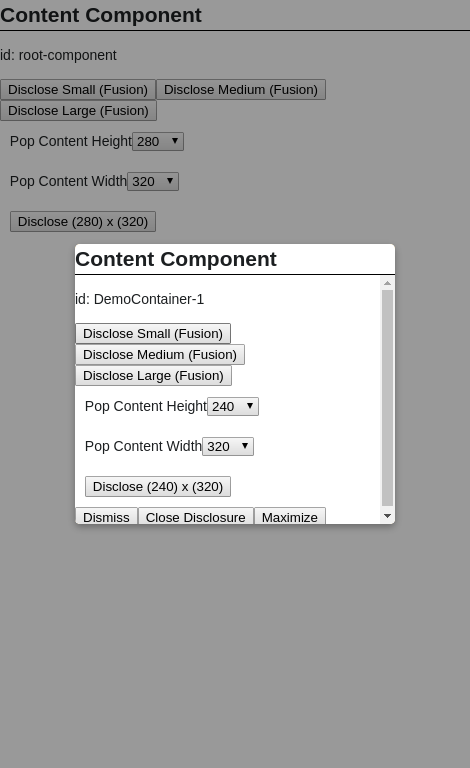 Content Component
id: root-component
Disclose Small (Fusion) Disclose Medium (Fusion)
Disclose Large (Fusion)
Pop Content Height 280
Pop Content Width 320
Disclose (280) x (320)
Content Component
id: DemoContainer-1
Disclose Small (Fusion)
Disclose Medium (Fusion)
Disclose Large (Fusion)
Pop Content Height 240
Pop Content Width 320
Disclose (240) x (320)
Dismiss Close Disclosure Maximize